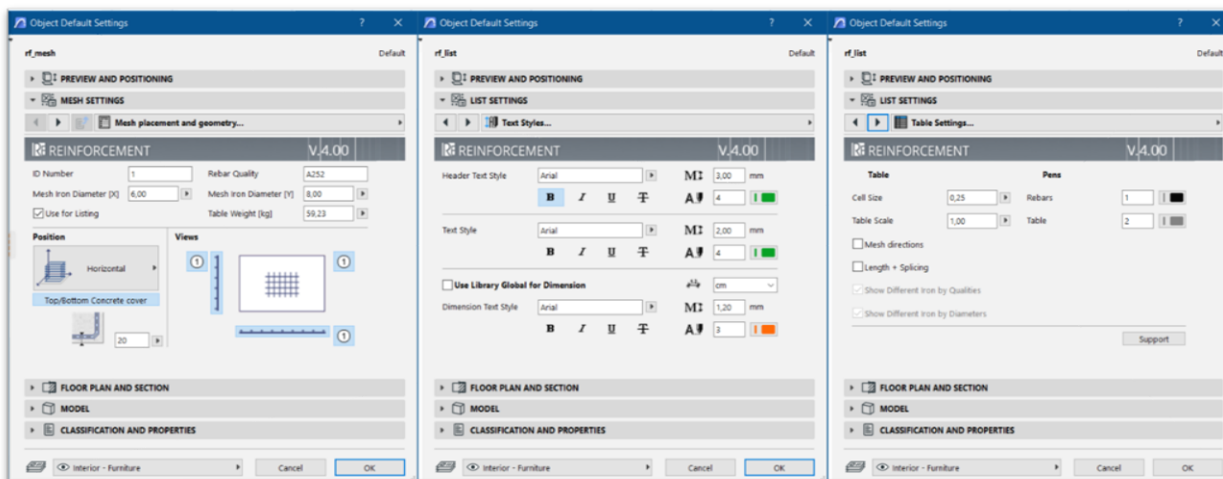 Object Default Settings ? ×
rf_mesh Default
PREVIEW AND POSITIONING
MESH SETTINGS
Mesh placement and geometry...
REINFORCEMENT V.4.00
ID Number 1 Rebar Quality A252
Mesh Iron Diameter [X] 6,00 Mesh Iron Diameter [Y] 8,00
Use for Listing Table Weight [kg] 59,23
Position Views
Horizontal
1 1
Top/Bottom Concrete cover
20
1
FLOOR PLAN AND SECTION
MODEL
CLASSIFICATION AND PROPERTIES
Interior - Furniture Cancel OK
Object Default Settings ? ×
rf_list Default
PREVIEW AND POSITIONING
LIST SETTINGS
Text Styles...
REINFORCEMENT V.4.00
Header Text Style Arial M 3,00 mm
B I U T A 4
Text Style Arial M 2,00 mm
B I U T A 4
Use Library Global for Dimension cm
Dimension Text Style Arial M 1,20 mm
B I U T A 3
FLOOR PLAN AND SECTION
MODEL
CLASSIFICATION AND PROPERTIES
Interior - Furniture Cancel OK
Object Default Settings ? ×
rf_list Default
PREVIEW AND POSITIONING
LIST SETTINGS
Table Settings...
REINFORCEMENT V.4.00
Table Pens
Cell Size 0,25 Rebars 1
Table Scale 1,00 Table 2
Mesh directions
Length + Splicing
Show Different Iron by Qualities
Show Different Iron by Diameters
Support
FLOOR PLAN AND SECTION
MODEL
CLASSIFICATION AND PROPERTIES
Interior - Furniture Cancel OK